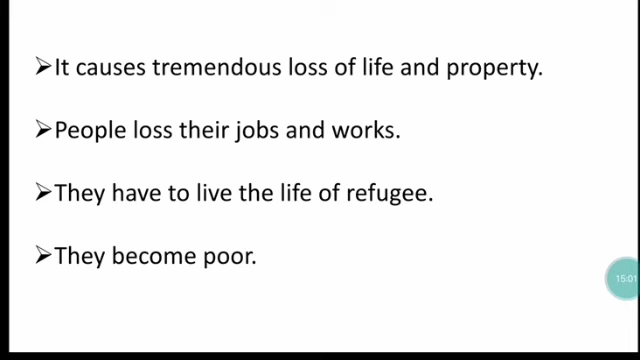 ➢It causes tremendous loss of life and property.
➢People loss their jobs and works.
➢They have to live the life of refugee.
➢They become poor.
15:01